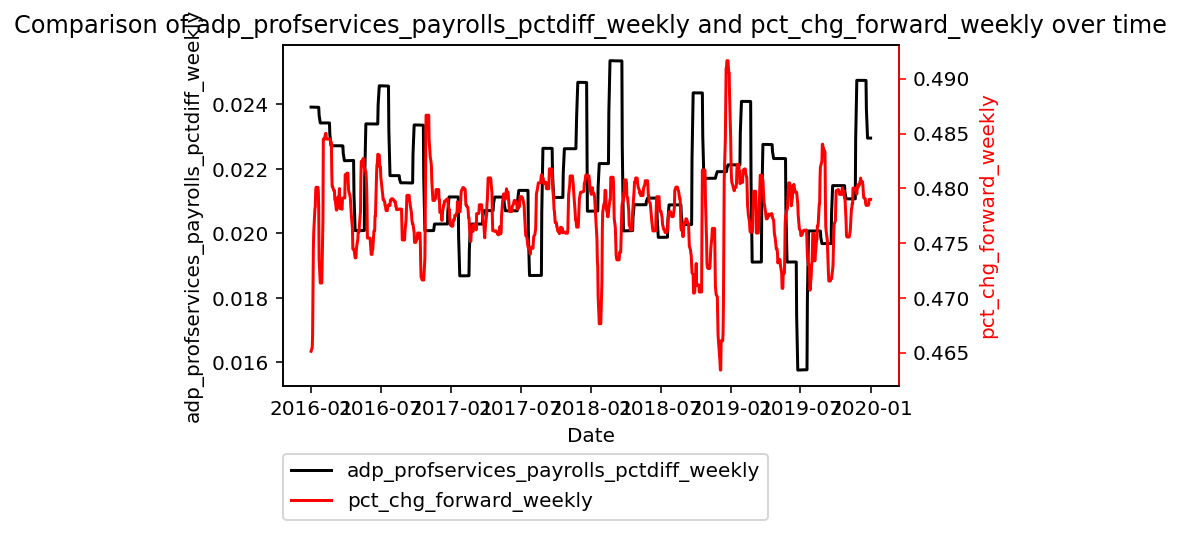 Comparison of adp_profservices_payrolls_pctdiff_weekly and pct_chg_forward_weekly over time
adp_profservices_payrolls_pctdiff_weekly
0.024
0.022
0.020
0.018
0.016
0.490
0.485
0.480
0.475
0.470
0.465
pct_chg_forward_weekly
2016-01 2016-07 2017-01 2017-07 2018-01 2018-07 2019-01 2019-07 2020-01
Date
adp_profservices_payrolls_pctdiff_weekly
pct_chg_forward_weekly